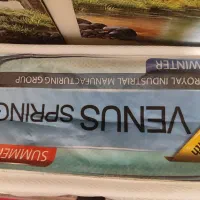 WINTER
ROYAL INDUSTRIAL MANUFACTURING GROUP
VENUS SPRING
SUMMER